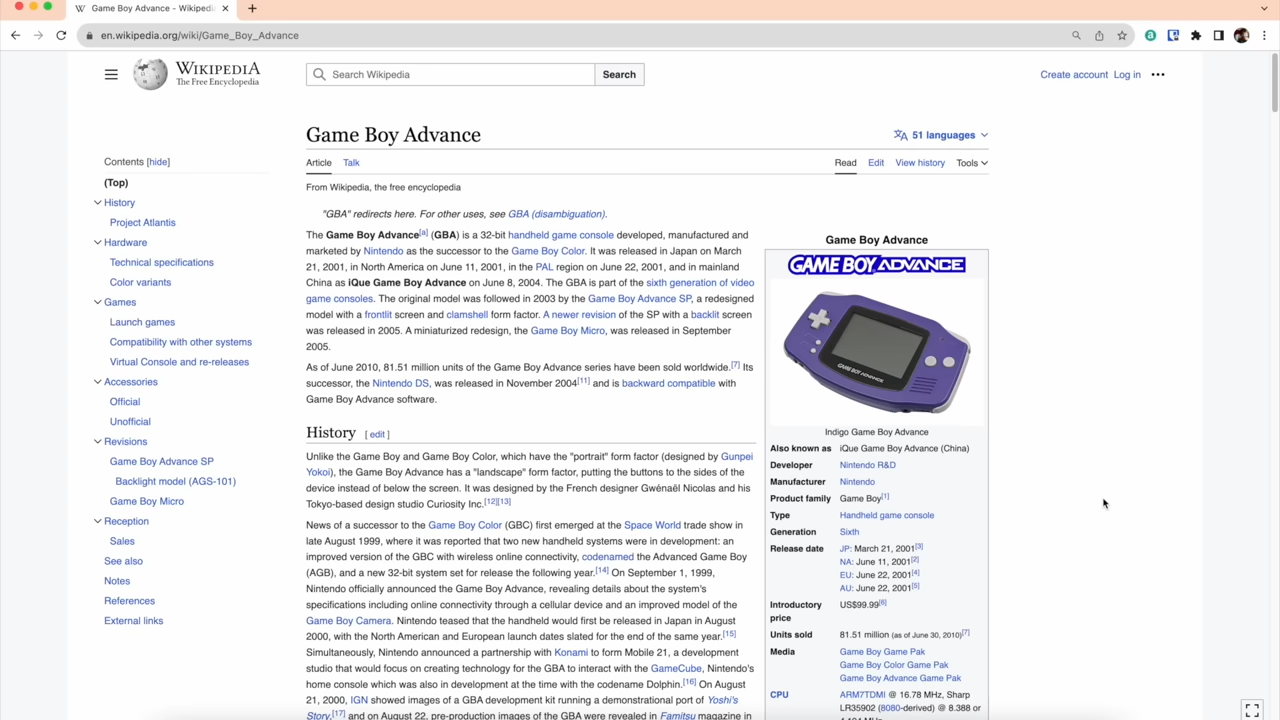 Game Boy Advance - Wikipedi
en.wikipedia.org/wiki/Game_Boy_Advance
WIKIPEDIA
The Free Encyclopedia
Search Wikipedia
Search
Create account Log in
Game Boy Advance
51 languages
Article Talk
Read Edit View history Tools
From Wikipedia, the free encyclopedia
Contents [hide]
(Top)
History
Project Atlantis
Hardware
Technical specifications
Color variants
Games
Launch games
Compatibility with other systems
Virtual Console and re-releases
Accessories
Official
Unofficial
Revisions
Game Boy Advance SP
Backlight model (AGS-101)
Game Boy Micro
Reception
Sales
See also
Notes
References
External links
"GBA" redirects here. For other uses, see GBA (disambiguation).
The Game Boy Advance[a] (GBA) is a 32-bit handheld game console developed, manufactured and
marketed by Nintendo as the successor to the Game Boy Color. It was released in Japan on March
21, 2001, in North America on June 11, 2001, in the PAL region on June 22, 2001, and in mainland
China as iQue Game Boy Advance on June 8, 2004. The GBA is part of the sixth generation of video
game consoles. The original model was followed in 2003 by the Game Boy Advance SP, a redesigned
model with a frontlit screen and clamshell form factor. A newer revision of the SP with a backlit screen
was released in 2005. A miniaturized redesign, the Game Boy Micro, was released in September
2005.
As of June 2010, 81.51 million units of the Game Boy Advance series have been sold worldwide.[7] Its
successor, the Nintendo DS, was released in November 2004[11] and is backward compatible with
Game Boy Advance software.
History [ edit ]
Unlike the Game Boy and Game Boy Color, which have the "portrait" form factor (designed by Gunpei
Yokoi), the Game Boy Advance has a "landscape" form factor, putting the buttons to the sides of the
device instead of below the screen. It was designed by the French designer Gwénaël Nicolas and his
Tokyo-based design studio Curiosity Inc.[12][13]
News of a successor to the Game Boy Color (GBC) first emerged at the Space World trade show in
late August 1999, where it was reported that two new handheld systems were in development: an
improved version of the GBC with wireless online connectivity, codenamed the Advanced Game Boy
(AGB), and a new 32-bit system set for release the following year.[14] On September 1, 1999,
Nintendo officially announced the Game Boy Advance, revealing details about the system's
specifications including online connectivity through a cellular device and an improved model of the
Game Boy Camera. Nintendo teased that the handheld would first be released in Japan in August
2000, with the North American and European launch dates slated for the end of the same year.[15]
Simultaneously, Nintendo announced a partnership with Konami to form Mobile 21, a development
studio that would focus on creating technology for the GBA to interact with the GameCube, Nintendo's
home console which was also in development at the time with the codename Dolphin.[16] On August
21, 2000, IGN showed images of a GBA development kit running a demonstrational port of Yoshi's
Story,[17] and on August 22, pre-production images of the GBA were revealed in Famitsu magazine in
Game Boy Advance
GAME BOY ADVANCE
GAME BOY ADVANCE
Indigo Game Boy Advance
Also known as iQue Game Boy Advance (China)
Developer Nintendo R&D
Manufacturer Nintendo
Product family Game Boy[1]
Type Handheld game console
Generation Sixth
Release date JP: March 21, 2001[3]
NA: June 11, 2001[2]
EU: June 22, 2001[4]
AU: June 22, 2001[5]
Introductory price US$99.99[6]
Units sold 81.51 million (as of June 30, 2010)[7]
Media Game Boy Game Pak
Game Boy Color Game Pak
Game Boy Advance Game Pak
CPU ARM7TDMI @ 16.78 MHz, Sharp
LR35902 (8080-derived) @ 8.388 or